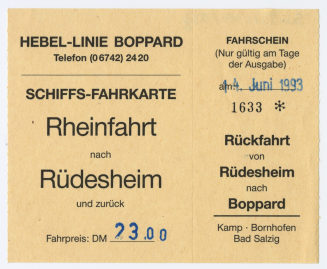 HEBEL-LINIE BOPPARD
Telefon (06742) 2420
SCHIFFS-FAHRKARTE
Rheinfahrt
nach
Rüdesheim
und zurück
Fahrpreis: DM 23.00
FAHRSCHEIN
(Nur gültig am Tage
der Ausgabe)
am 4. Juni 1993
1633 *
Rückfahrt
von
Rüdesheim
nach
Boppard
Kamp · Bornhofen
Bad Salzig